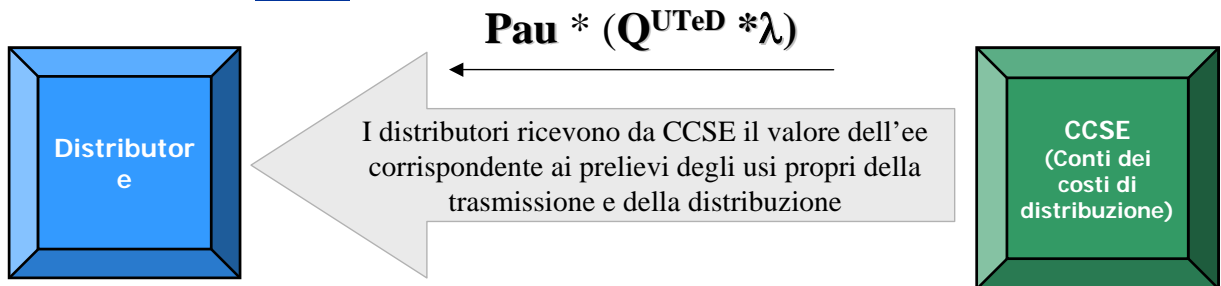 Pau * (Q^UTeD *λ)
Distributor
e
I distributori ricevono da CCSE il valore dell’ee
corrispondente ai prelievi degli usi propri della
trasmissione e della distribuzione
CCSE
(Conti dei
costi di
distribuzione)